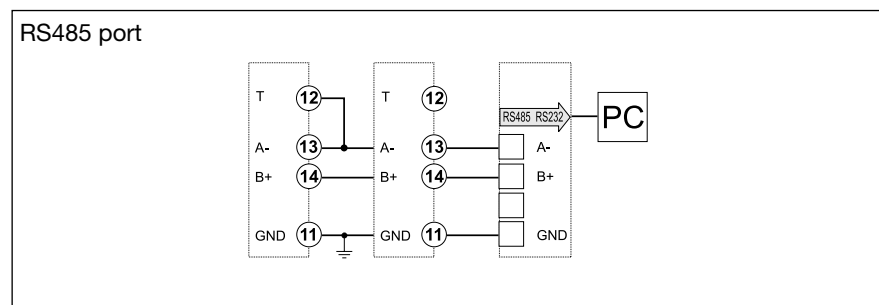 RS485 port
T 12 T 12
RS485 RS232 PC
A- 13 A- 13 A-
B+ 14 B+ 14 B+
GND 11 GND 11 GND